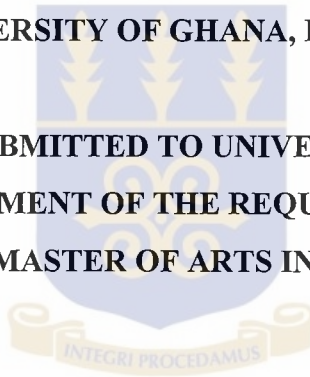 ERSITY OF GHANA,
BMITTED TO UNIVE
MENT OF THE REQU
MASTER OF ARTS IN
INTEGRI PROCEDAMUS